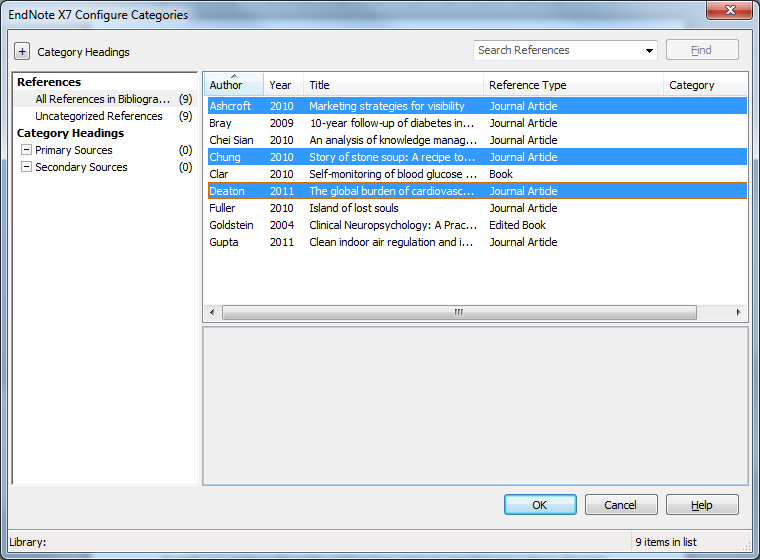 EndNote X7 Configure Categories
+ Category Headings
Search References
Find
References
All References in Bibliogra... (9)
Uncategorized References (9)
Category Headings
Primary Sources (0)
Secondary Sources (0)
Author Year Title Reference Type Category
Ashcroft 2010 Marketing strategies for visibility Journal Article
Bray 2009 10-year follow-up of diabetes in... Journal Article
Chei Sian 2010 An analysis of knowledge manag... Journal Article
Chung 2010 Story of stone soup: A recipe to... Journal Article
Clar 2010 Self-monitoring of blood glucose ... Book
Deaton 2011 The global burden of cardiovasc... Journal Article
Fuller 2010 Island of lost souls Journal Article
Goldstein 2004 Clinical Neuropsychology: A Prac... Edited Book
Gupta 2011 Clean indoor air regulation and i... Journal Article
OK Cancel Help
Library: 9 items in list